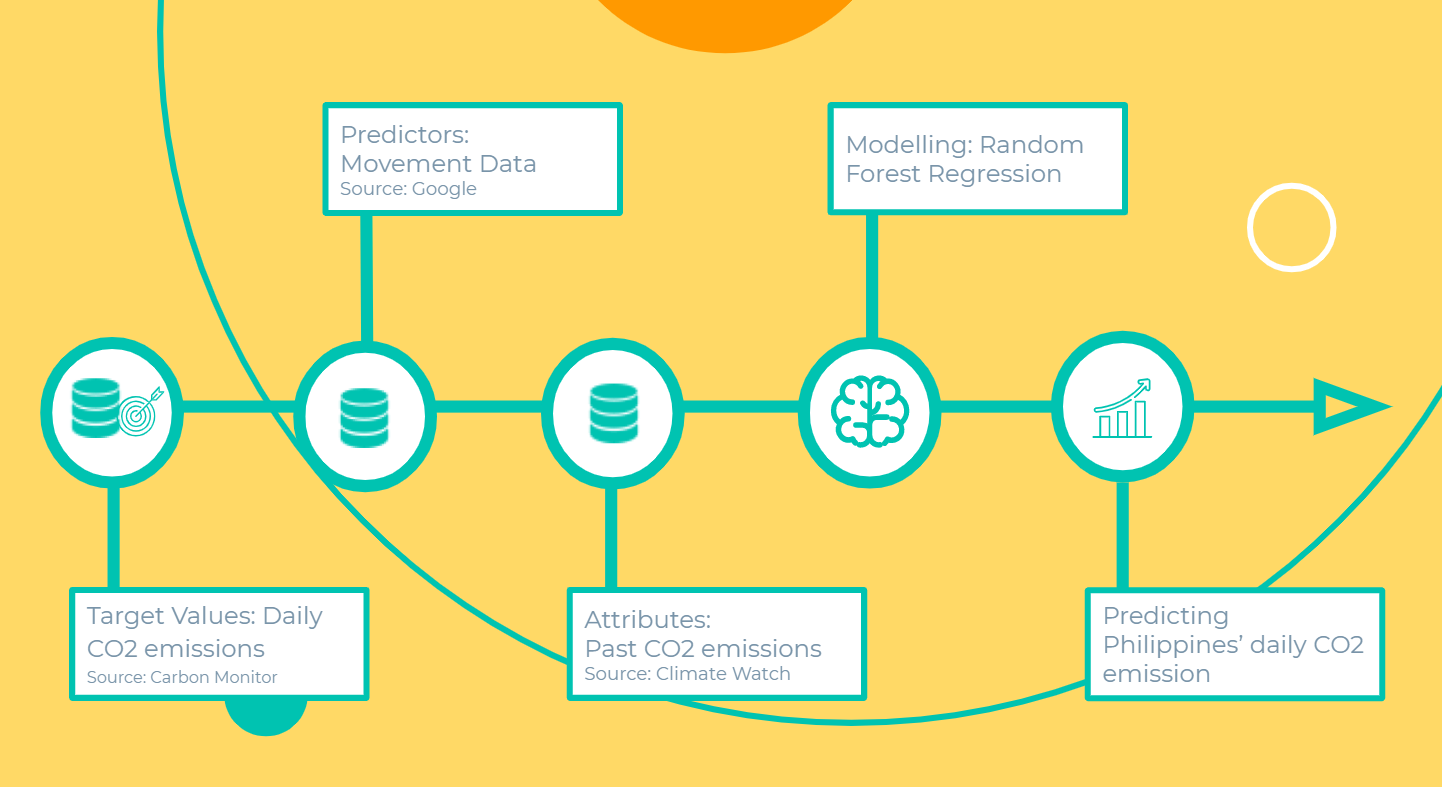 Predictors:
Movement Data
Source: Google
Modelling: Random
Forest Regression
Target Values: Daily
CO2 emissions
Source: Carbon Monitor
Attributes:
Past CO2 emissions
Source: Climate Watch
Predicting
Philippines’ daily CO2
emission